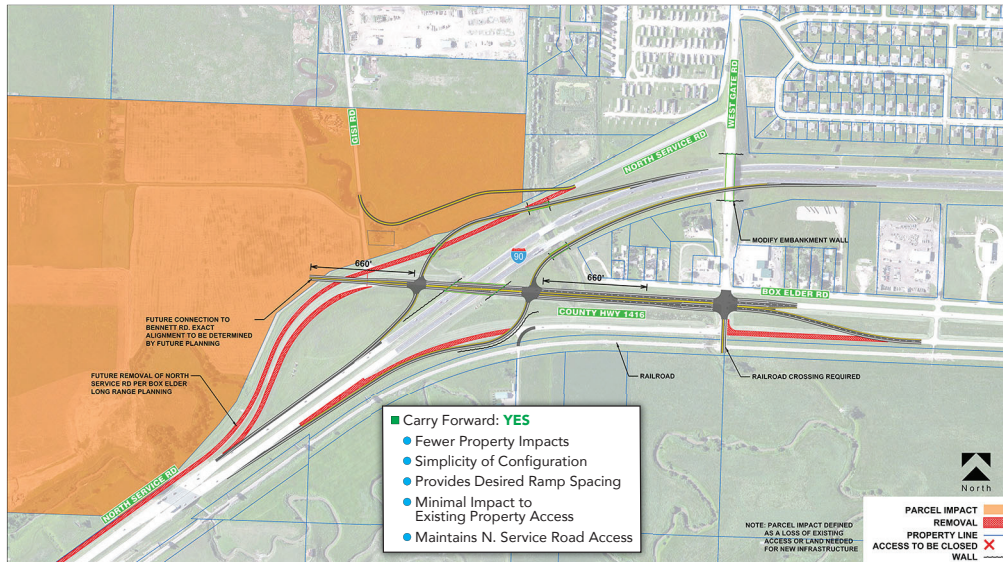 WEST GATE RD
GISI RD
NORTH SERVICE RD
MODIFY EMBANKMENT WALL
90
660'
660'
BOX ELDER RD
COUNTY HWY 1416
FUTURE CONNECTION TO
BENNETT RD. EXACT
ALIGNMENT TO BE DETERMINED
BY FUTURE PLANNING
FUTURE REMOVAL OF NORTH
SERVICE RD PER BOX ELDER
LONG RANGE PLANNING
RAILROAD
RAILROAD CROSSING REQUIRED
NORTH SERVICE RD
Carry Forward: YES
Fewer Property Impacts
Simplicity of Configuration
Provides Desired Ramp Spacing
Minimal Impact to
Existing Property Access
Maintains N. Service Road Access
North
NOTE: PARCEL IMPACT DEFINED
AS A LOSS OF EXISTING
ACCESS OR LAND NEEDED
FOR NEW INFRASTRUCTURE
PARCEL IMPACT
REMOVAL
PROPERTY LINE
ACCESS TO BE CLOSED
WALL